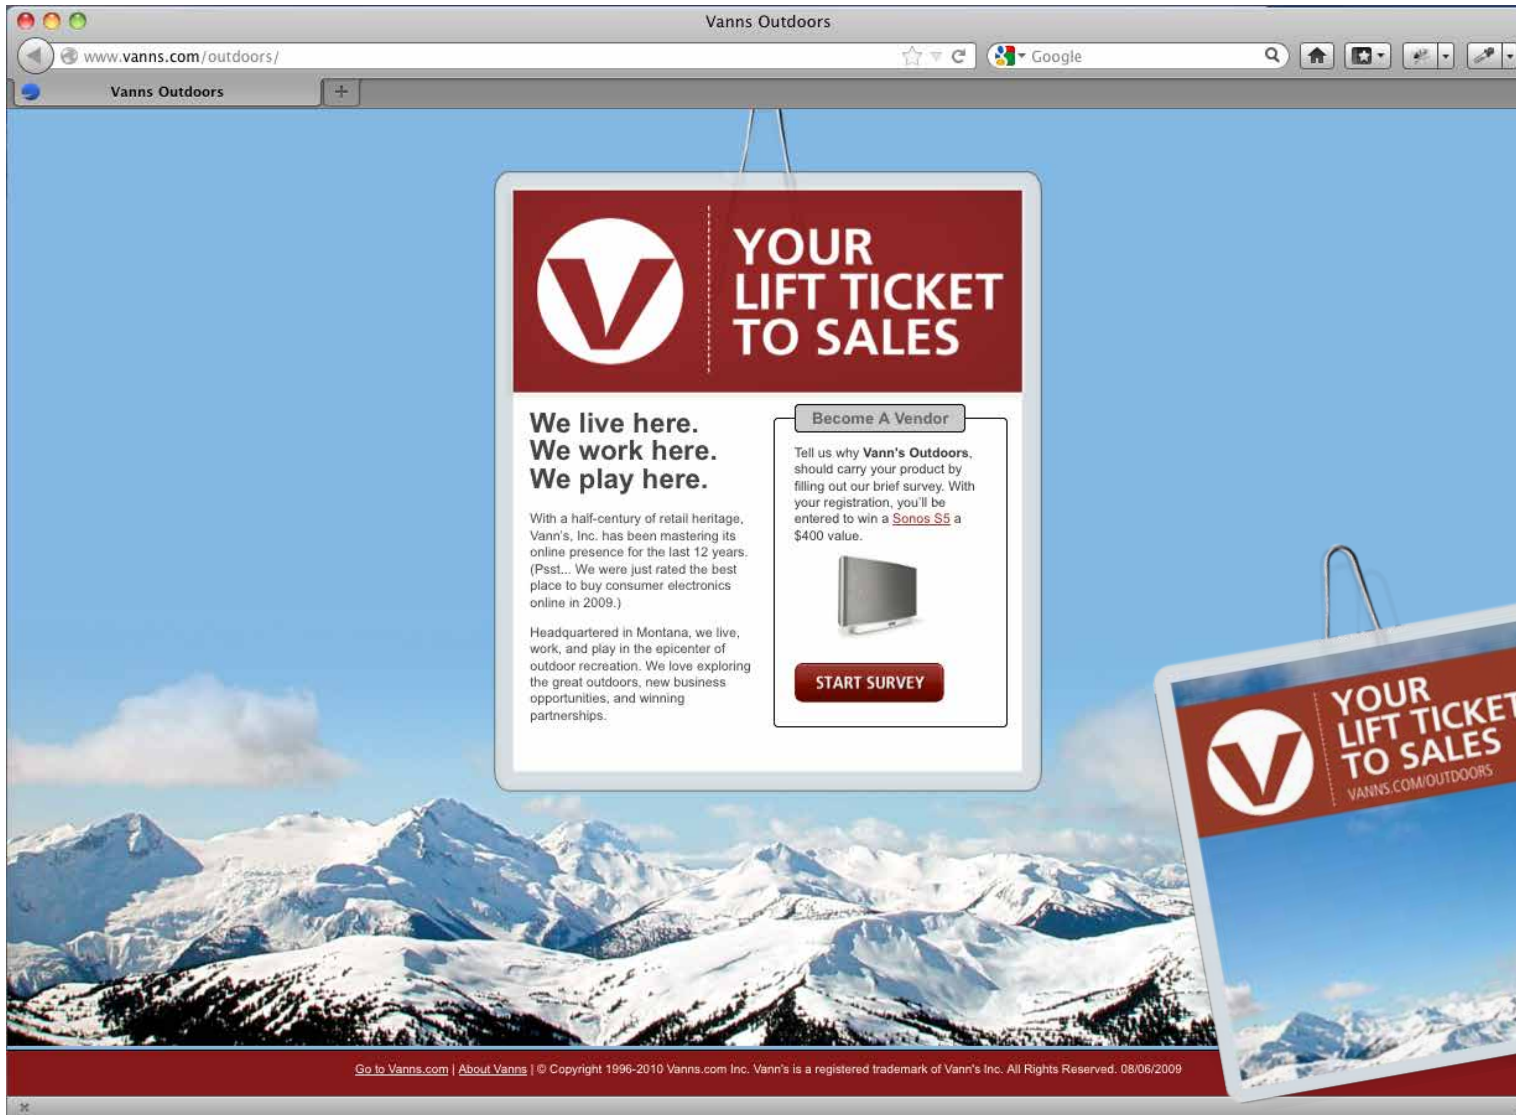 Vanns Outdoors
www.vanns.com/outdoors/
Google
Vanns Outdoors
YOUR
LIFT TICKET
TO SALES
We live here.
We work here.
We play here.
With a half-century of retail heritage,
Vann's, Inc. has been mastering its
online presence for the last 12 years.
(Psst... We were just rated the best
place to buy consumer electronics
online in 2009.)
Headquartered in Montana, we live,
work, and play in the epicenter of
outdoor recreation. We love exploring
the great outdoors, new business
opportunities, and winning
partnerships.
Become A Vendor
Tell us why Vann's Outdoors,
should carry your product by
filling out our brief survey. With
your registration, you'll be
entered to win a Sonos S5 a
$400 value.
START SURVEY
YOUR
LIFT TICKET
TO SALES
VANNS.COM/OUTDOORS
Go to Vanns.com | About Vanns | © Copyright 1996-2010 Vanns.com Inc. Vann's is a registered trademark of Vann's Inc. All Rights Reserved. 08/06/2009